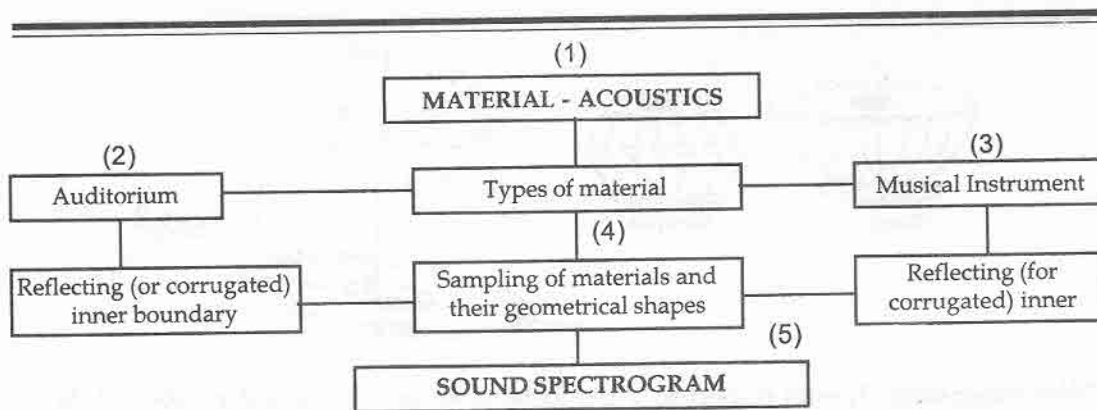 (1)
MATERIAL - ACOUSTICS
(2)
(3)
Auditorium
Types of material
Musical Instrument
(4)
Reflecting (or corrugated)
inner boundary
Sampling of materials and
their geometrical shapes
Reflecting (for
corrugated) inner
(5)
SOUND SPECTROGRAM